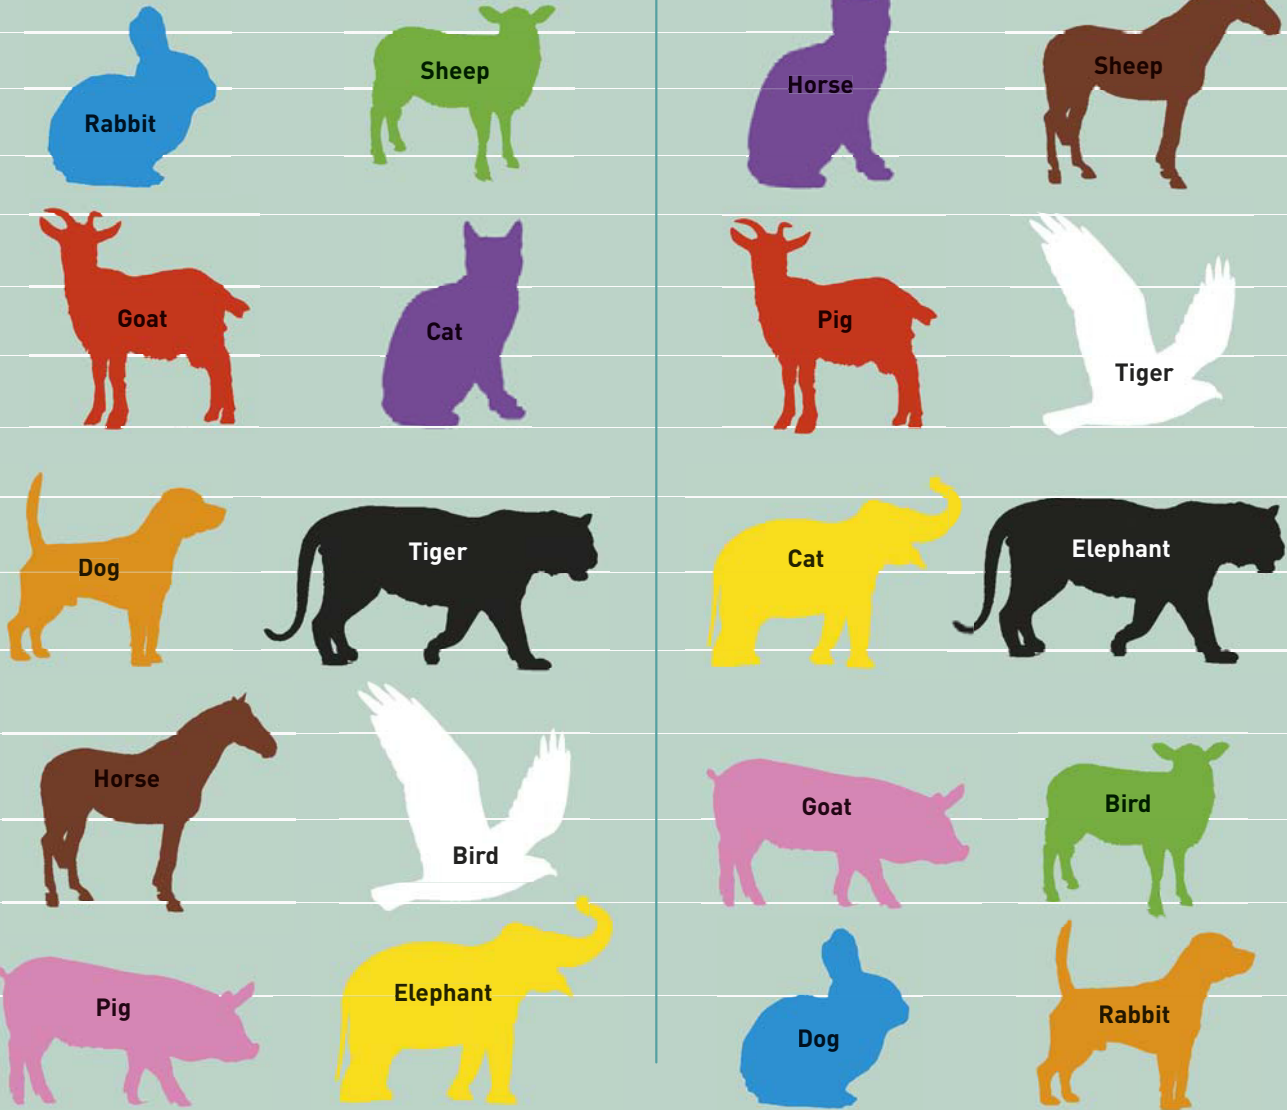 Rabbit
Sheep
Goat
Cat
Dog
Tiger
Horse
Bird
Pig
Elephant
Horse
Sheep
Pig
Tiger
Cat
Elephant
Goat
Bird
Dog
Rabbit